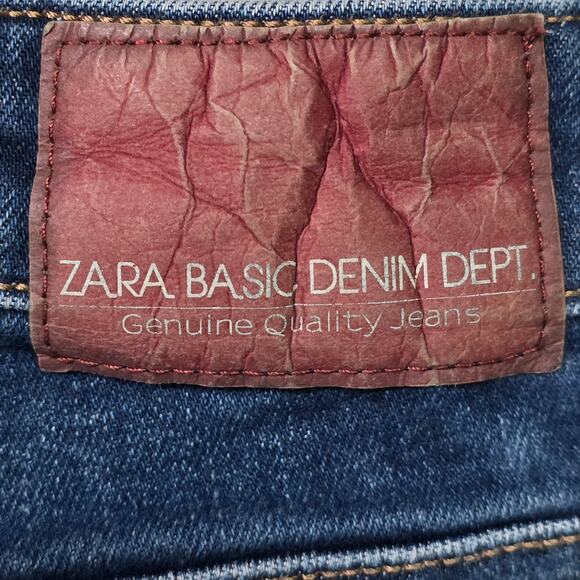 ZARA BASIC DENIM DEPT.
Genuine Quality Jeans